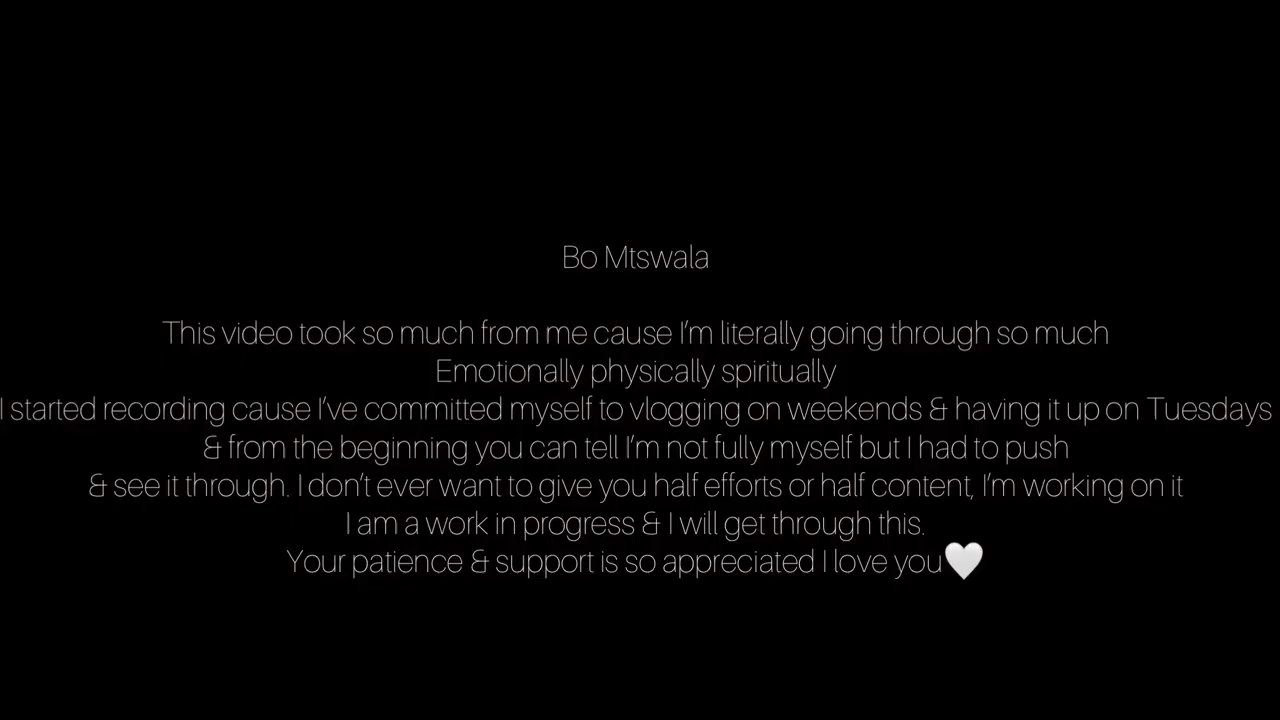 Bo Mtswala
This video took so much from me cause I’m literally going through so much
Emotionally physically spiritually
I started recording cause I’ve committed myself to vlogging on weekends & having it up on Tuesdays
& from the beginning you can tell I’m not fully myself but I had to push
& see it through. I don’t ever want to give you half efforts or half content, I’m working on it
I am a work in progress & I will get through this.
Your patience & support is so appreciated I love you🤍